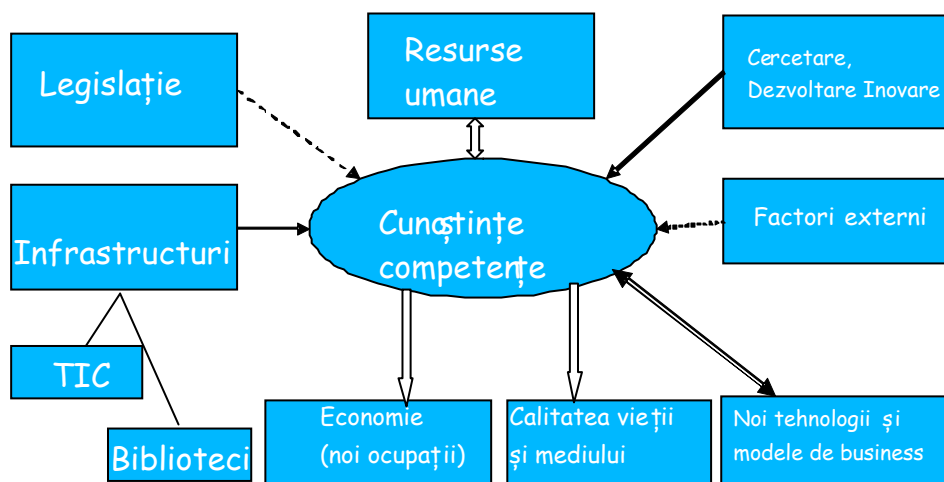 Legislație
Resurse
umane
Cercetare,
Dezvoltare Inovare
Infrastructuri
Cunoștințe
competențe
Factori externi
TIC
Biblioteci
Economie
(noi ocupații)
Calitatea vieții
și mediului
Noi tehnologii și
modele de business